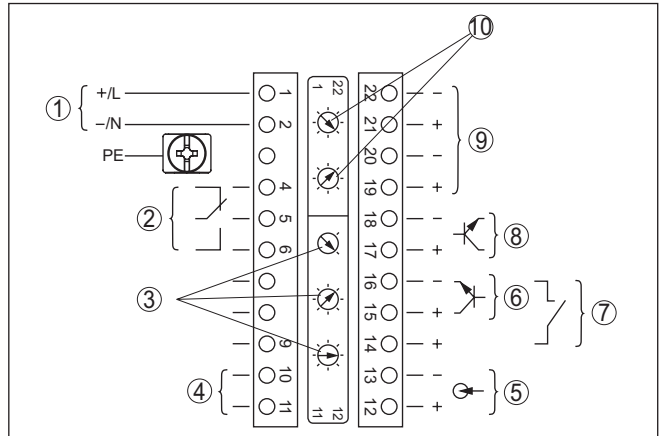 ⑩
① +/L 1 1 22 22 − ⑨
−/N 2 21 +
PE 20 −
② 4 19 +
5 18 − ⑧
6 17 +
③ 16 − ⑥ ⑦
15 +
9 14 +
④ 10 13 − ⑤
11 11 12 12 +